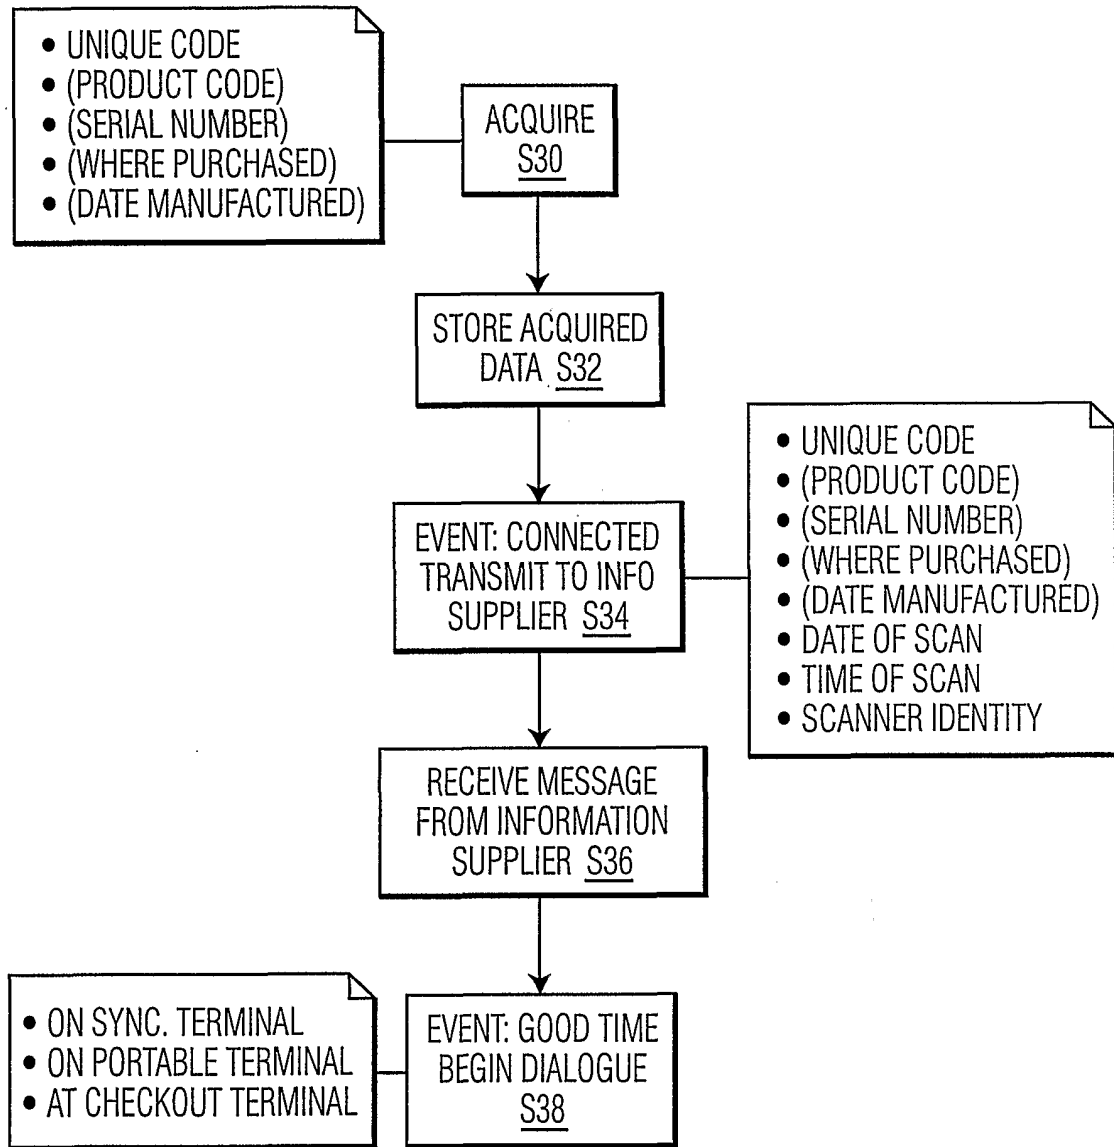 • UNIQUE CODE
• (PRODUCT CODE)
• (SERIAL NUMBER)
• (WHERE PURCHASED)
• (DATE MANUFACTURED)
ACQUIRE
S30
STORE ACQUIRED
DATA S32
EVENT: CONNECTED
TRANSMIT TO INFO
SUPPLIER S34
• UNIQUE CODE
• (PRODUCT CODE)
• (SERIAL NUMBER)
• (WHERE PURCHASED)
• (DATE MANUFACTURED)
• DATE OF SCAN
• TIME OF SCAN
• SCANNER IDENTITY
RECEIVE MESSAGE
FROM INFORMATION
SUPPLIER S36
• ON SYNC. TERMINAL
• ON PORTABLE TERMINAL
• AT CHECKOUT TERMINAL
EVENT: GOOD TIME
BEGIN DIALOGUE
S38